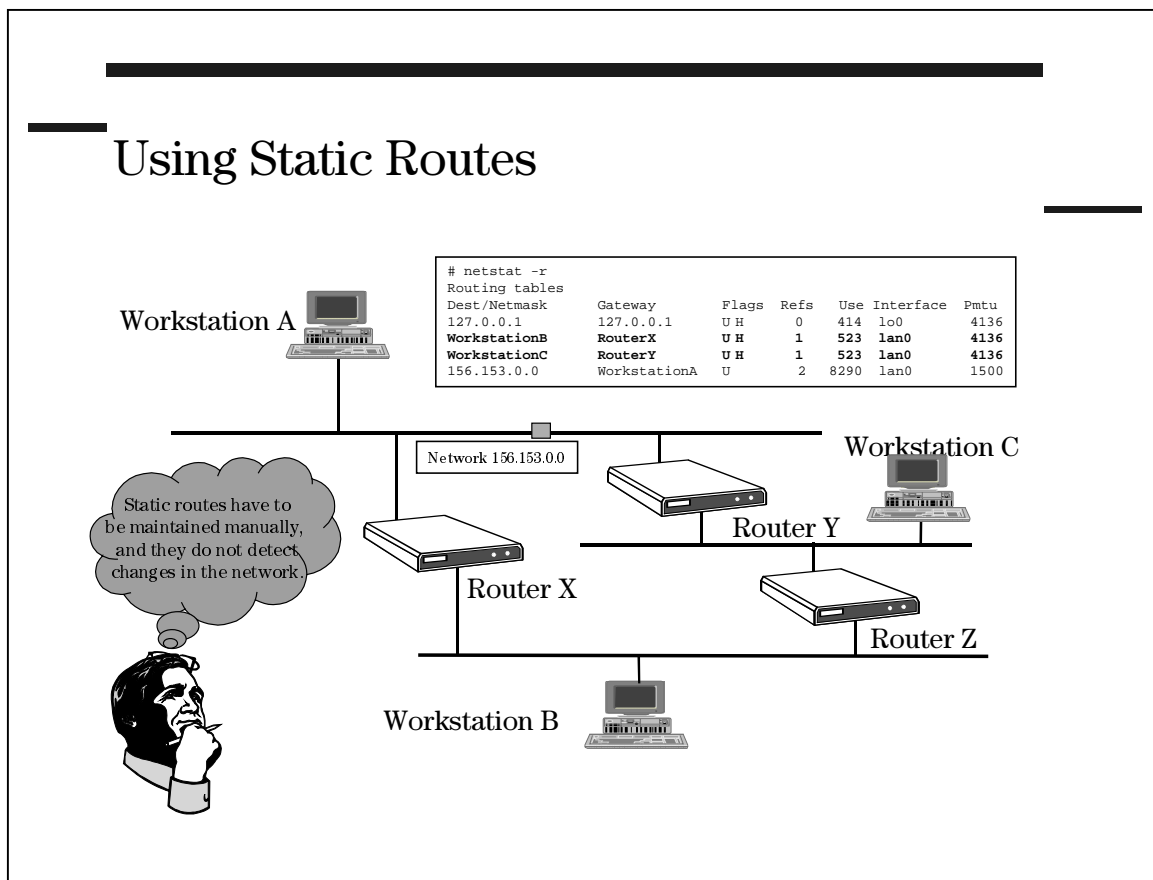 Using Static Routes
# netstat -r
Routing tables
Dest/Netmask Gateway Flags Refs Use Interface Pmtu
127.0.0.1 127.0.0.1 U H 0 414 lo0 4136
WorkstationB RouterX U H 1 523 lan0 4136
WorkstationC RouterY U H 1 523 lan0 4136
156.153.0.0 WorkstationA U 2 8290 lan0 1500
Workstation A
Network 156.153.0.0
Workstation C
Static routes have to
be maintained manually,
and they do not detect
changes in the network.
Router Y
Router X
Router Z
Workstation B